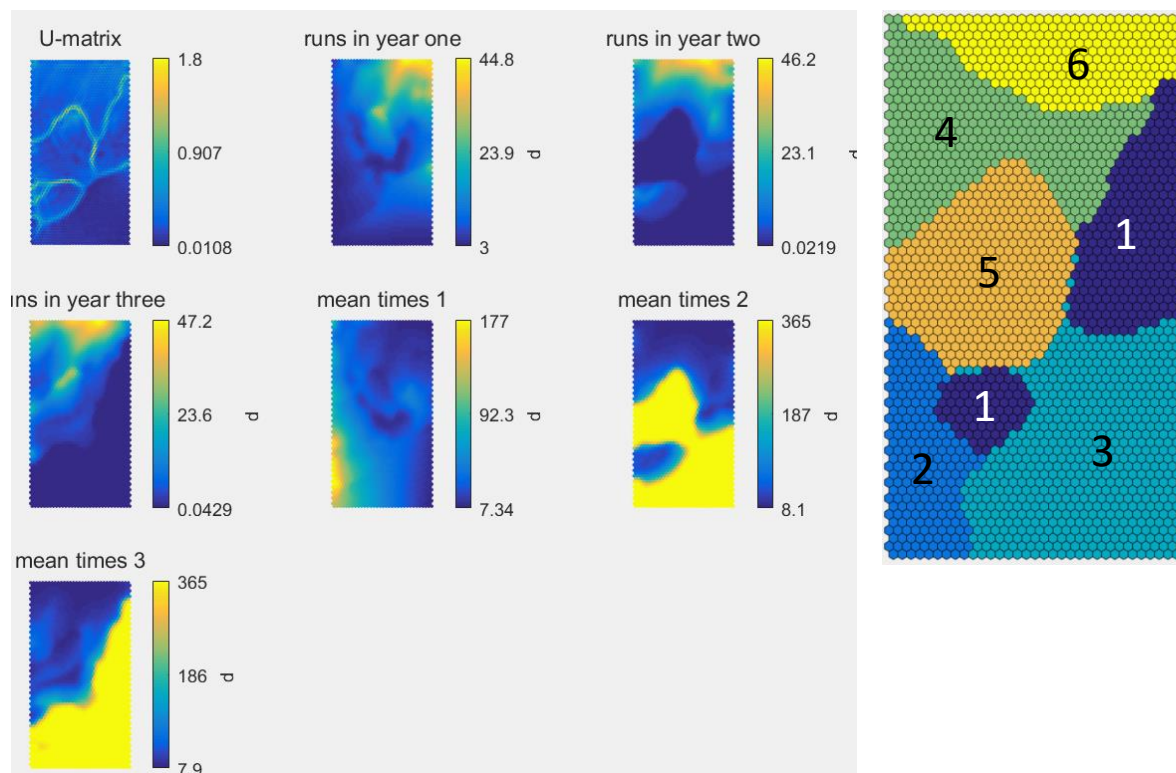 U-matrix
1.8
0.907
0.0108
runs in year one
44.8
23.9
d
3
runs in year two
46.2
23.1
d
0.0219
uns in year three
47.2
23.6
d
0.0429
mean times 1
177
92.3
d
7.34
mean times 2
365
187
d
8.1
mean times 3
365
186
d
7.9
6
4
1
5
1
3
2